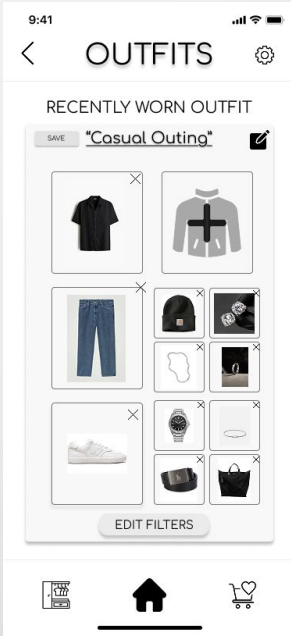 9:41
OUTFITS
RECENTLY WORN OUTFIT
SAVE
“Casual Outing”
EDIT FILTERS